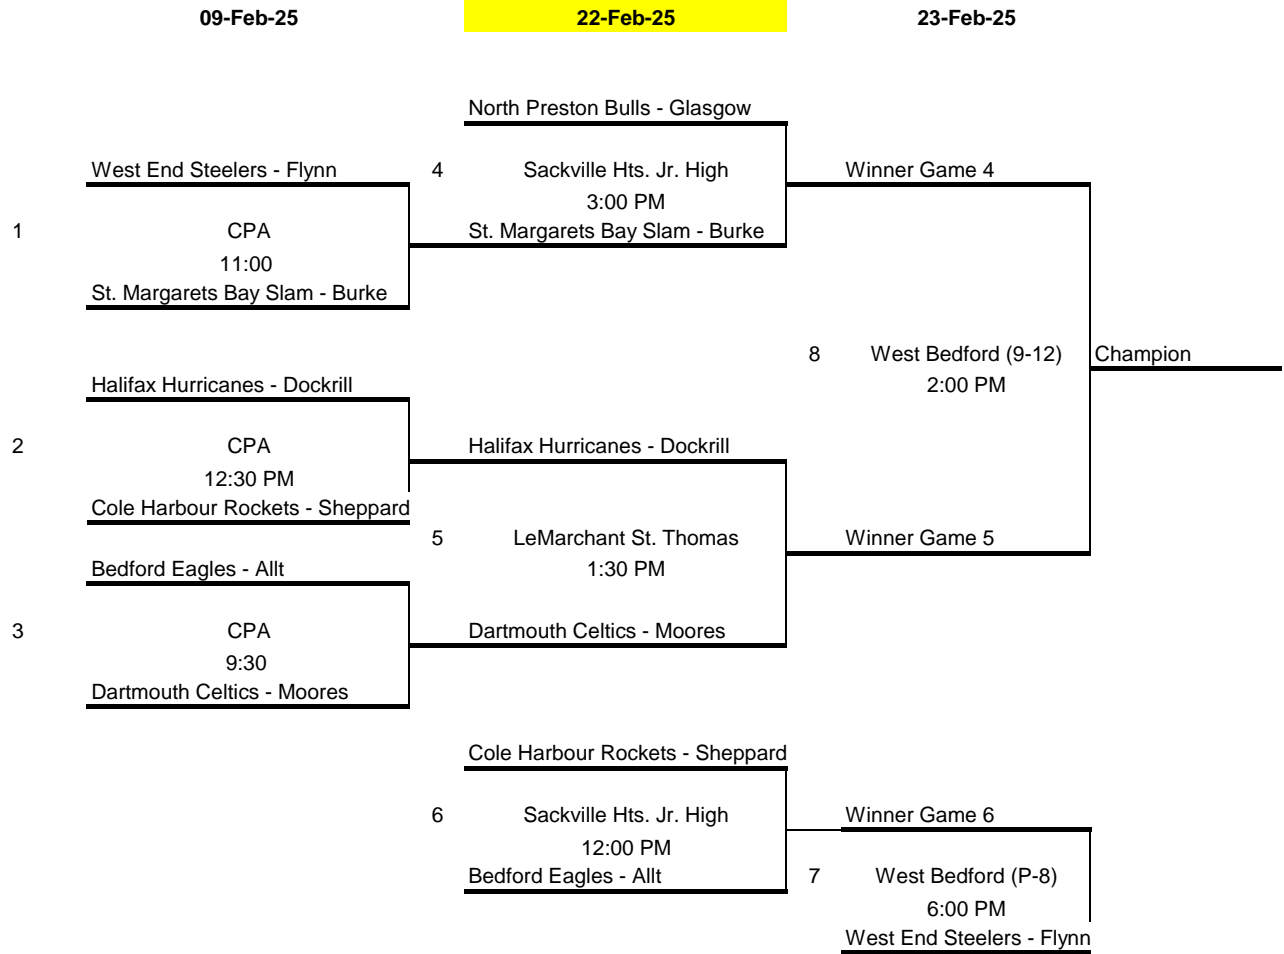 09-Feb-25 22-Feb-25 23-Feb-25
North Preston Bulls - Glasgow
West End Steelers - Flynn 4 Sackville Hts. Jr. High Winner Game 4
3:00 PM
1 CPA St. Margarets Bay Slam - Burke
11:00
St. Margarets Bay Slam - Burke
8 West Bedford (9-12) Champion
Halifax Hurricanes - Dockrill 2:00 PM
2 CPA Halifax Hurricanes - Dockrill
12:30 PM
Cole Harbour Rockets - Sheppard
5 LeMarchant St. Thomas Winner Game 5
Bedford Eagles - Allt 1:30 PM
3 CPA Dartmouth Celtics - Moores
9:30
Dartmouth Celtics - Moores
Cole Harbour Rockets - Sheppard
6 Sackville Hts. Jr. High Winner Game 6
12:00 PM
Bedford Eagles - Allt 7 West Bedford (P-8)
6:00 PM
West End Steelers - Flynn